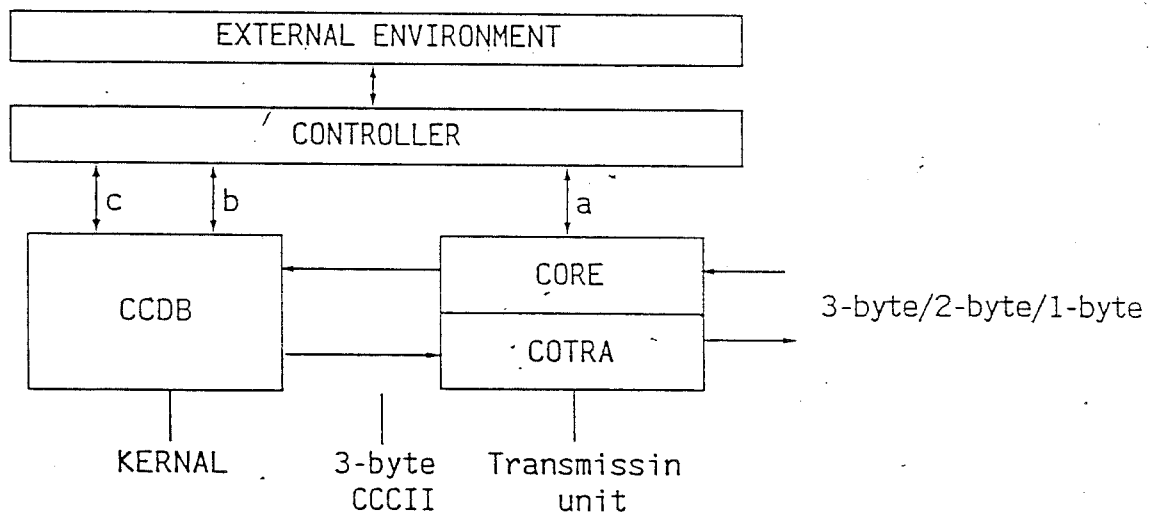 EXTERNAL ENVIRONMENT
CONTROLLER
c
b
a
CCDB
CORE
COTRA
3-byte/2-byte/1-byte
KERNAL
3-byte
CCCII
Transmissin
unit